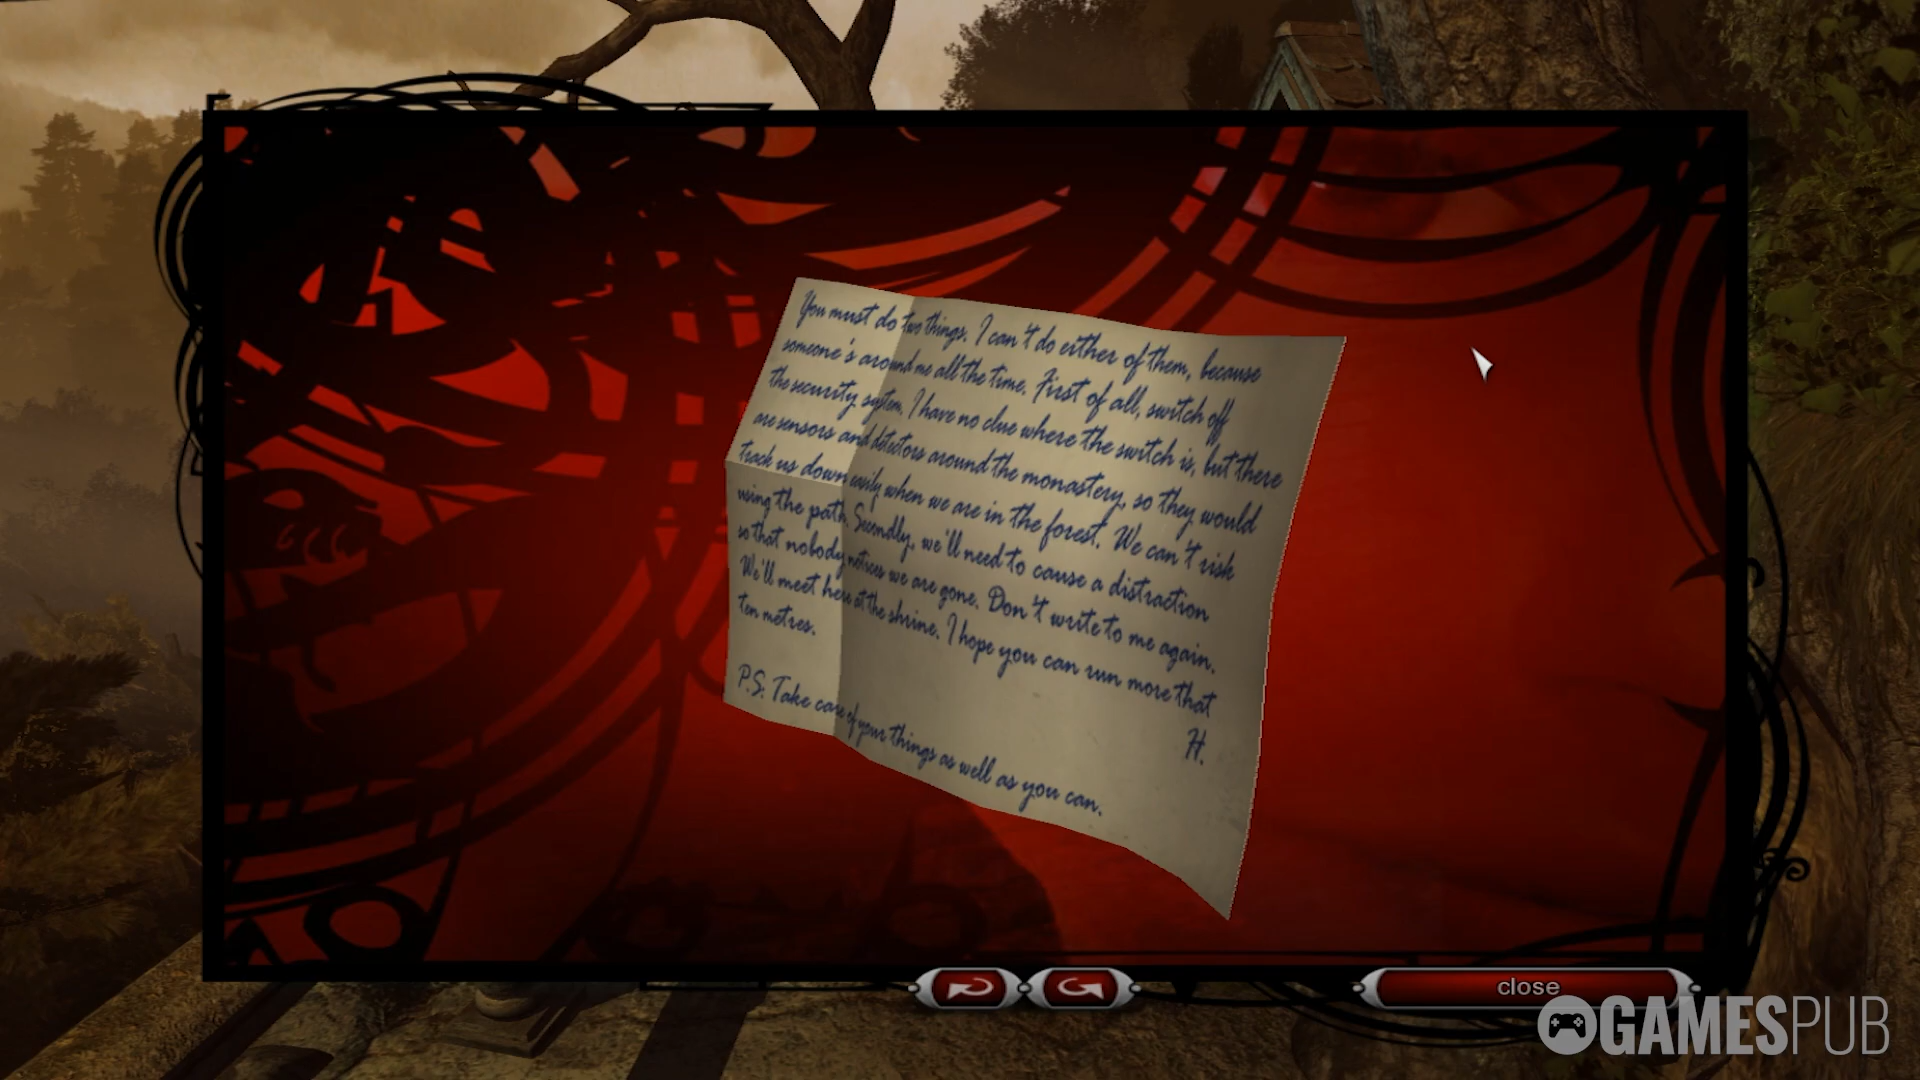 You must do two things. I can't do either of them, because
someone's around me all the time. First of all, switch off
the security system. I have no clue where the switch is, but there
are sensors and detectors around the monastery, so they would
track us down easily when we are in the forest. We can't risk
using the path. Secondly, we'll need to cause a distraction
so that nobody notices we are gone. Don't write to me again.
We'll meet here at the shrine. I hope you can run more that
ten metres.
H.
P.S. Take care of your things as well as you can.
close
GAMESPUB